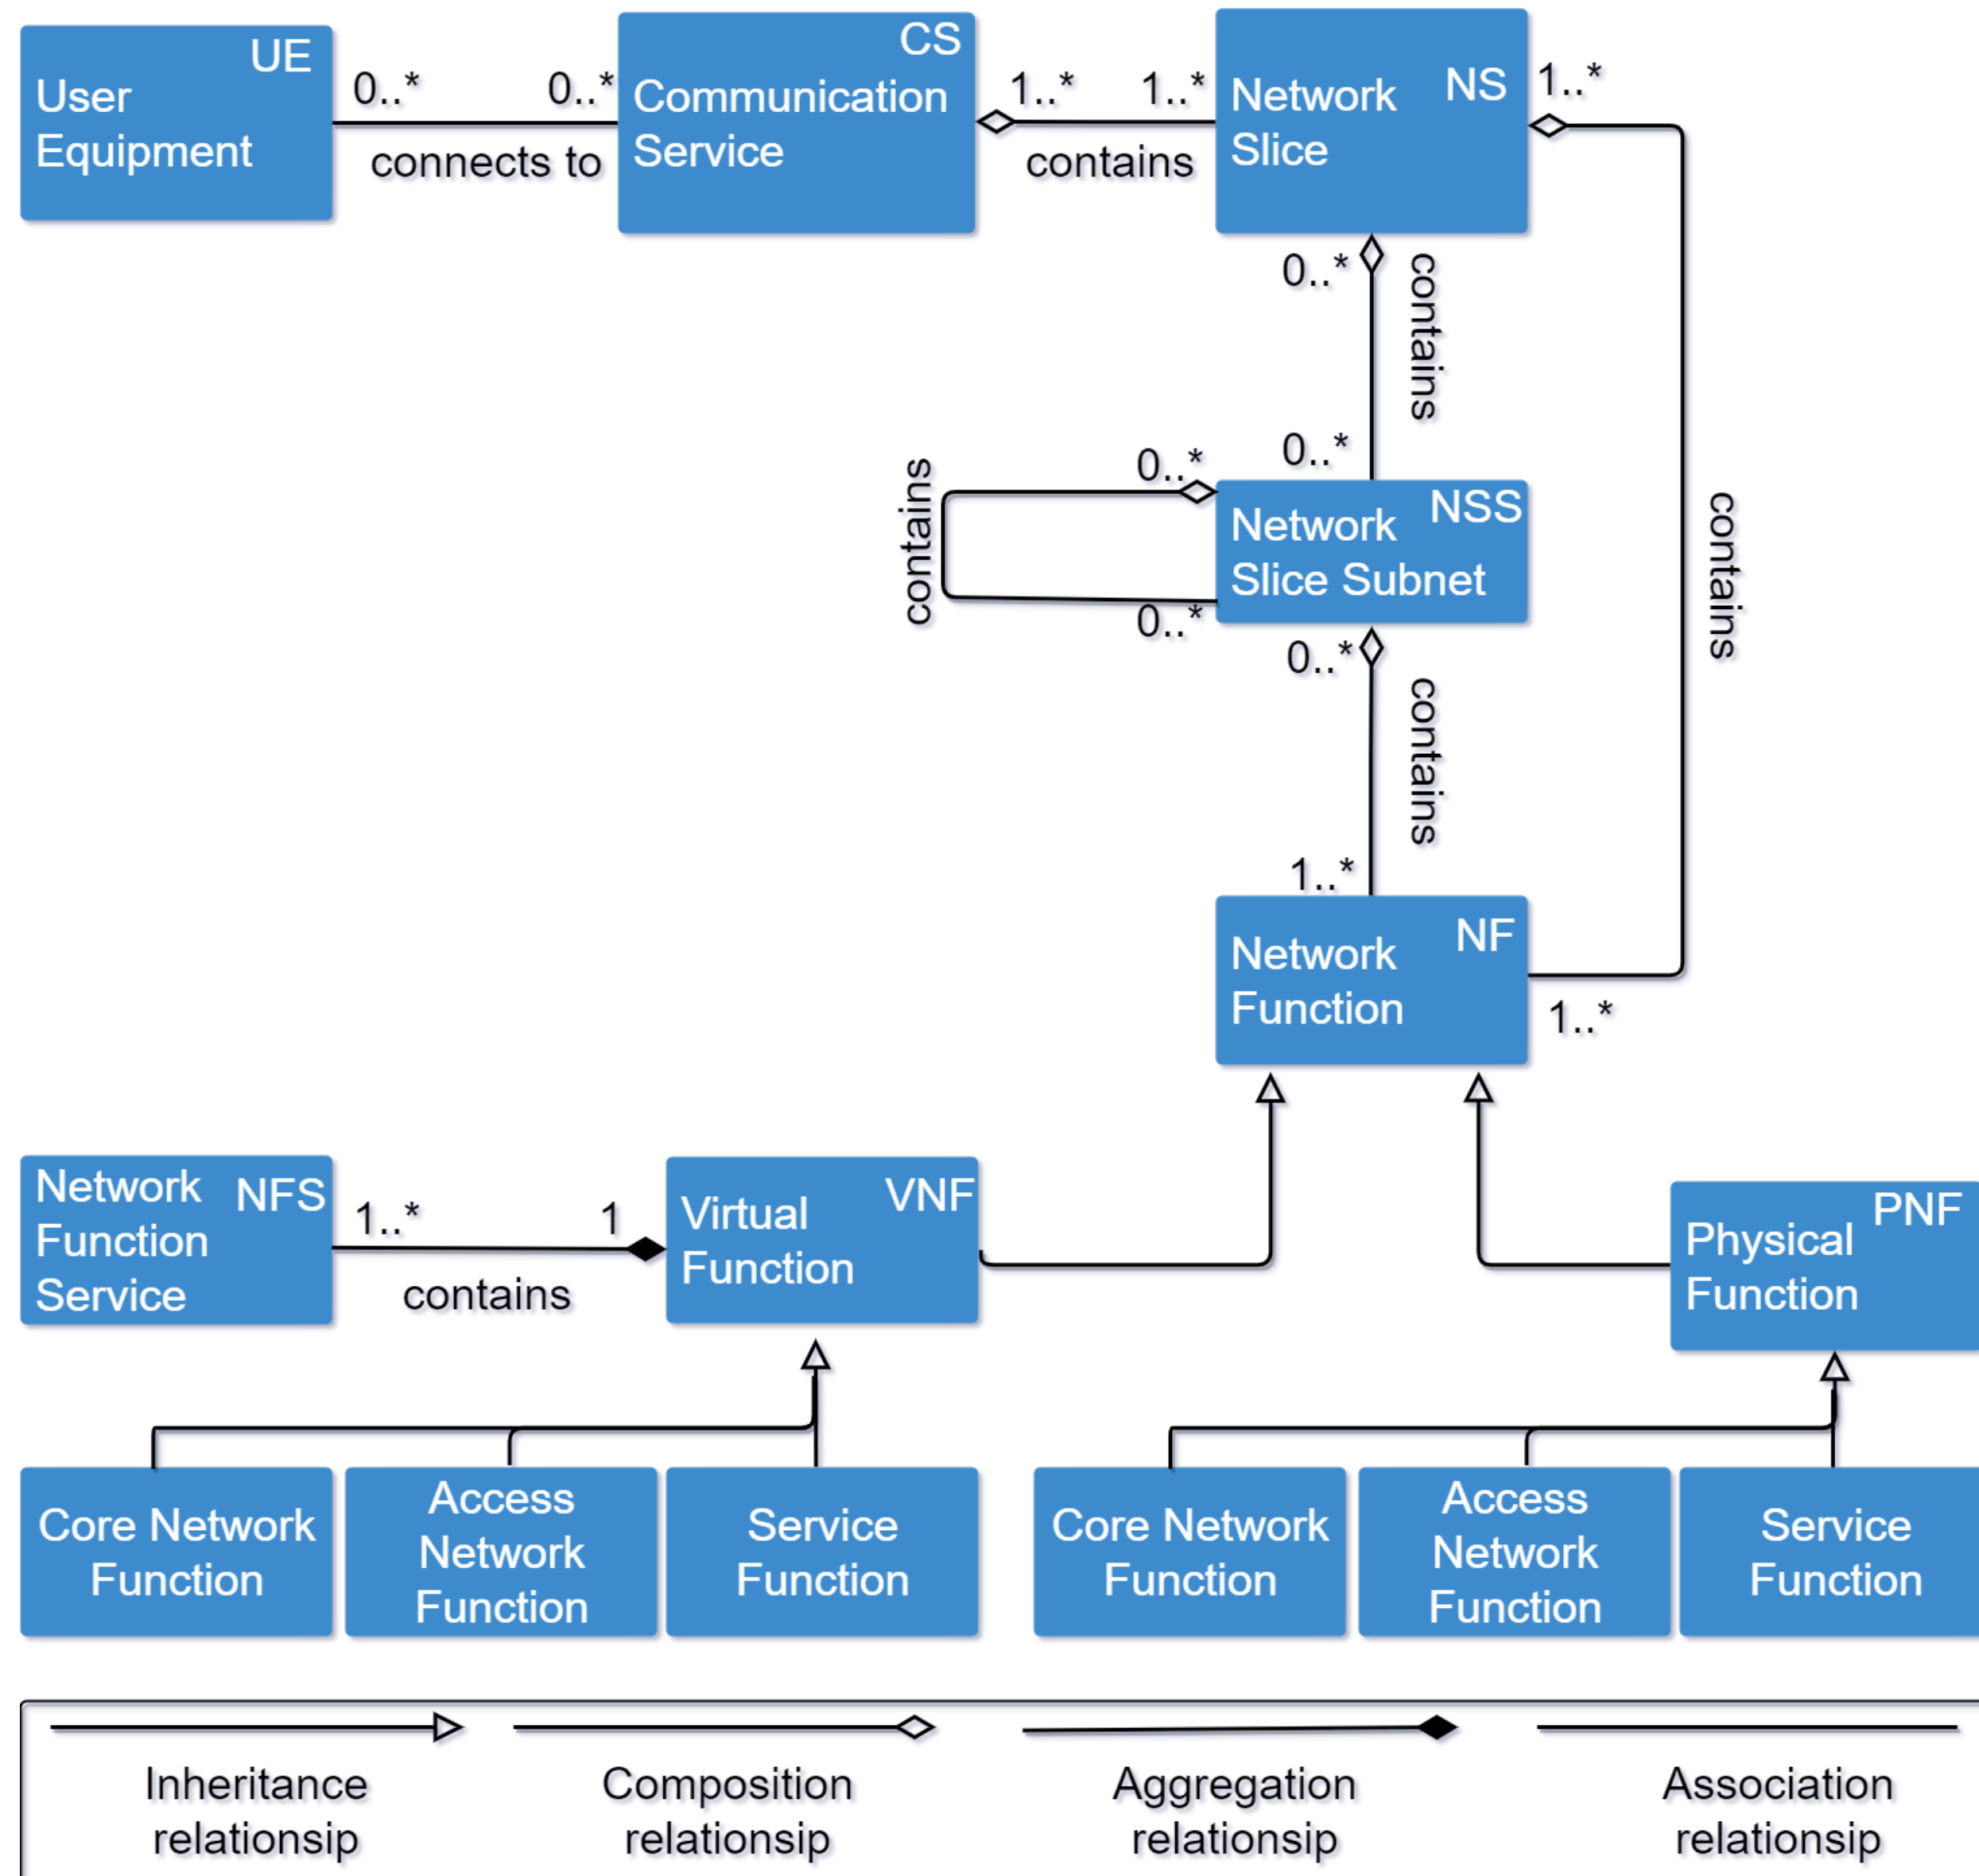 UE
User
Equipment
0..*
0..*
connects to
CS
Communication
Service
1..*
1..*
contains
NS
Network
Slice
1..*
0..*
contains
0..*
contains
0..*
contains
0..*
NSS
Network
Slice Subnet
0..*
contains
1..*
NF
Network
Function
1..*
NFS
Network
Function
Service
1..*
1
contains
VNF
Virtual
Function
PNF
Physical
Function
Core Network
Function
Access
Network
Function
Service
Function
Core Network
Function
Access
Network
Function
Service
Function
Inheritance
relationsip
Composition
relationsip
Aggregation
relationsip
Association
relationsip